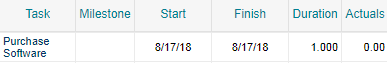 Task Milestone Start Finish Duration Actuals
Purchase 8/17/18 8/17/18 1.000 0.00
Software